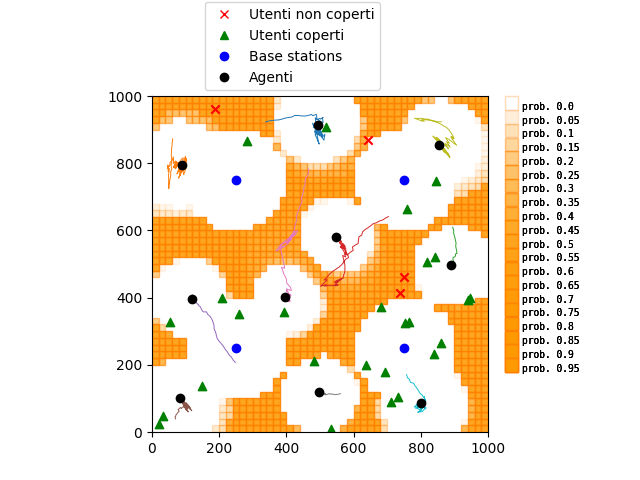 Utenti non coperti
Utenti coperti
Base stations
Agenti
1000
800
600
400
200
0
0
200
400
600
800
1000
prob. 0.0
prob. 0.05
prob. 0.1
prob. 0.15
prob. 0.2
prob. 0.25
prob. 0.3
prob. 0.35
prob. 0.4
prob. 0.45
prob. 0.5
prob. 0.55
prob. 0.6
prob. 0.65
prob. 0.7
prob. 0.75
prob. 0.8
prob. 0.85
prob. 0.9
prob. 0.95